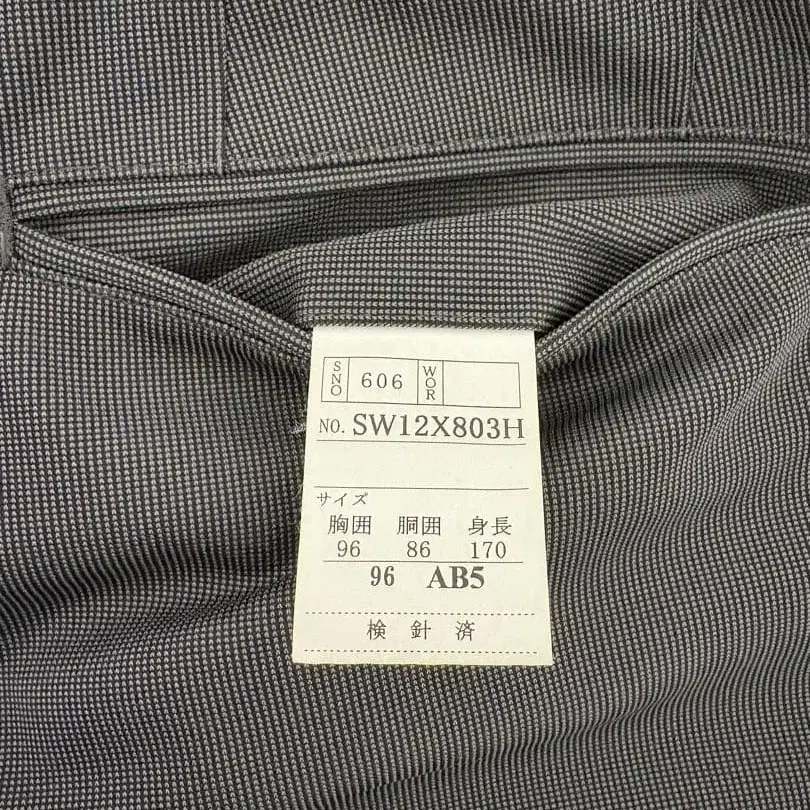 SNO 606 WOR
NO. SW12X803H
サイズ
胸囲 胴囲 身長
96 86 170
96 AB5
検針済